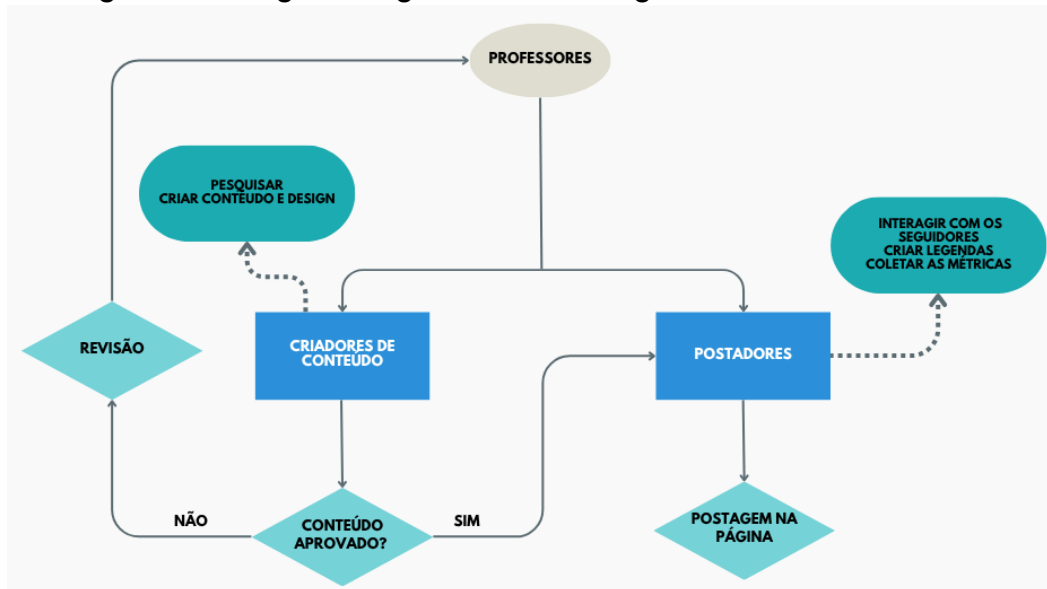 PROFESSORES
PESQUISAR
CRIAR CONTEÚDO E DESIGN
INTERAGIR COM OS
SEGUIDORES
CRIAR LEGENDAS
COLETAR AS MÉTRICAS
REVISÃO
CRIADORES DE
CONTEÚDO
POSTADORES
NÃO
CONTEÚDO
APROVADO?
SIM
POSTAGEM NA
PÁGINA